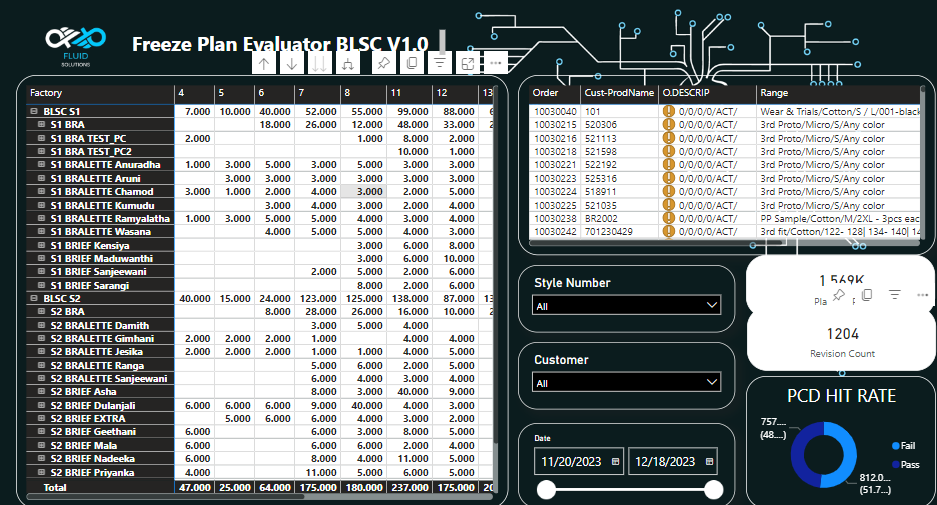 OXXO
FLUID
SOLUTIONS
Freeze Plan Evaluator BLSC V1.0
Factory 4 5 6 7 8 11 12 13
BLSC S1 7.000 10.000 40.000 52.000 55.000 99.000 88.000
S1 BRA 18.000 26.000 12.000 48.000 33.000
S1 BRA TEST_PC 2.000 1.000 8.000 2.000
S1 BRA TEST_PC2 10.000 1.000
S1 BRALETTE Anuradha 1.000 3.000 5.000 3.000 5.000 3.000 3.000
S1 BRALETTE Aruni 3.000 3.000 3.000 3.000 3.000 3.000
S1 BRALETTE Chamod 3.000 1.000 2.000 4.000 3.000 2.000 5.000
S1 BRALETTE Kumudu 3.000 4.000 3.000 2.000 4.000
S1 BRALETTE Ramyalatha 1.000 3.000 5.000 5.000 4.000 3.000 4.000
S1 BRALETTE Wasana 4.000 5.000 5.000 4.000 3.000
S1 BRIEF Kensiya 3.000 6.000 8.000
S1 BRIEF Maduwanthi 3.000 6.000 10.000
S1 BRIEF Sanjeewani 2.000 5.000 2.000 6.000
S1 BRIEF Sarangi 8.000 2.000 6.000
BLSC S2 40.000 15.000 24.000 123.000 125.000 138.000 87.000 13
S2 BRA 8.000 28.000 26.000 16.000 10.000
S2 BRALETTE Damith 3.000 5.000 4.000
S2 BRALETTE Gimhani 2.000 2.000 2.000 1.000 4.000 4.000
S2 BRALETTE Jesika 2.000 2.000 2.000 1.000 1.000 4.000 5.000
S2 BRALETTE Ranga 5.000 6.000 2.000 6.000
S2 BRALETTE Sanjeewani 6.000 4.000 3.000 4.000
S2 BRIEF Asha 8.000 3.000 40.000 9.000
S2 BRIEF Dulanjali 6.000 6.000 6.000 9.000 40.000 4.000 3.000
S2 BRIEF EXTRA 5.000 6.000 6.000 4.000 3.000 2.000
S2 BRIEF Geethani 6.000 6.000 3.000 8.000 5.000
S2 BRIEF Mala 6.000 6.000 6.000 2.000 4.000
S2 BRIEF Nadeeka 6.000 8.000 4.000 11.000 5.000
S2 BRIEF Priyanka 4.000 11.000 5.000 6.000 5.000
Total 47.000 25.000 64.000 175.000 180.000 237.000 175.000 20
Order Cust-ProdName O.DESCRIP Range
10030040 101 0/0/0/0/ACT/ Wear & Trials/Cotton/S / L/001-black
10030215 520306 0/0/0/0/ACT/ 3rd Proto/Micro/S/Any color
10030216 521113 0/0/0/0/ACT/ 3rd Proto/Micro/S/Any color
10030218 521598 0/0/0/0/ACT/ 3rd Proto/Micro/S/Any color
10030221 522192 0/0/0/0/ACT/ 3rd Proto/Micro/S/Any color
10030223 525316 0/0/0/0/ACT/ 3rd Proto/Micro/S/Any color
10030224 518911 0/0/0/0/ACT/ 3rd Proto/Micro/S/Any color
10030225 521035 0/0/0/0/ACT/ 3rd Proto/Micro/S/Any color
10030238 BR002 0/0/0/0/ACT/ PP Sample/Cotton/M/2XL - 3pcs eac
10030242 701230429 0/0/0/0/ACT/ 3rd fit/Cotton/122- 128| 134- 140| 14
Style Number
All
Customer
All
Date
11/20/2023 12/18/2023
1.569K
Pla
1204
Revision Count
PCD HIT RATE
757....
(48....)
Fail
Pass
812.0...
(51.7...)